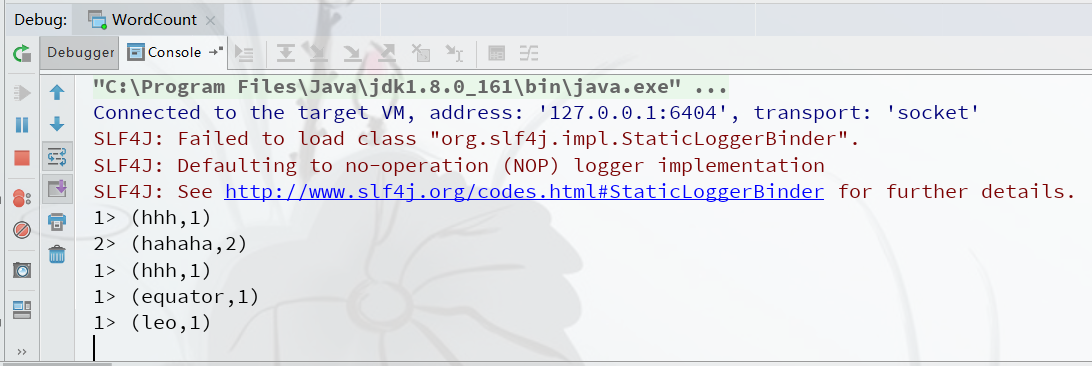 Debug: WordCount
Debugger Console
"C:\Program Files\Java\jdk1.8.0_161\bin\java.exe" ...
Connected to the target VM, address: '127.0.0.1:6404', transport: 'socket'
SLF4J: Failed to load class "org.slf4j.impl.StaticLoggerBinder".
SLF4J: Defaulting to no-operation (NOP) logger implementation
SLF4J: See http://www.slf4j.org/codes.html#StaticLoggerBinder for further details.
1> (hhh,1)
2> (hahaha,2)
1> (hhh,1)
1> (equator,1)
1> (leo,1)